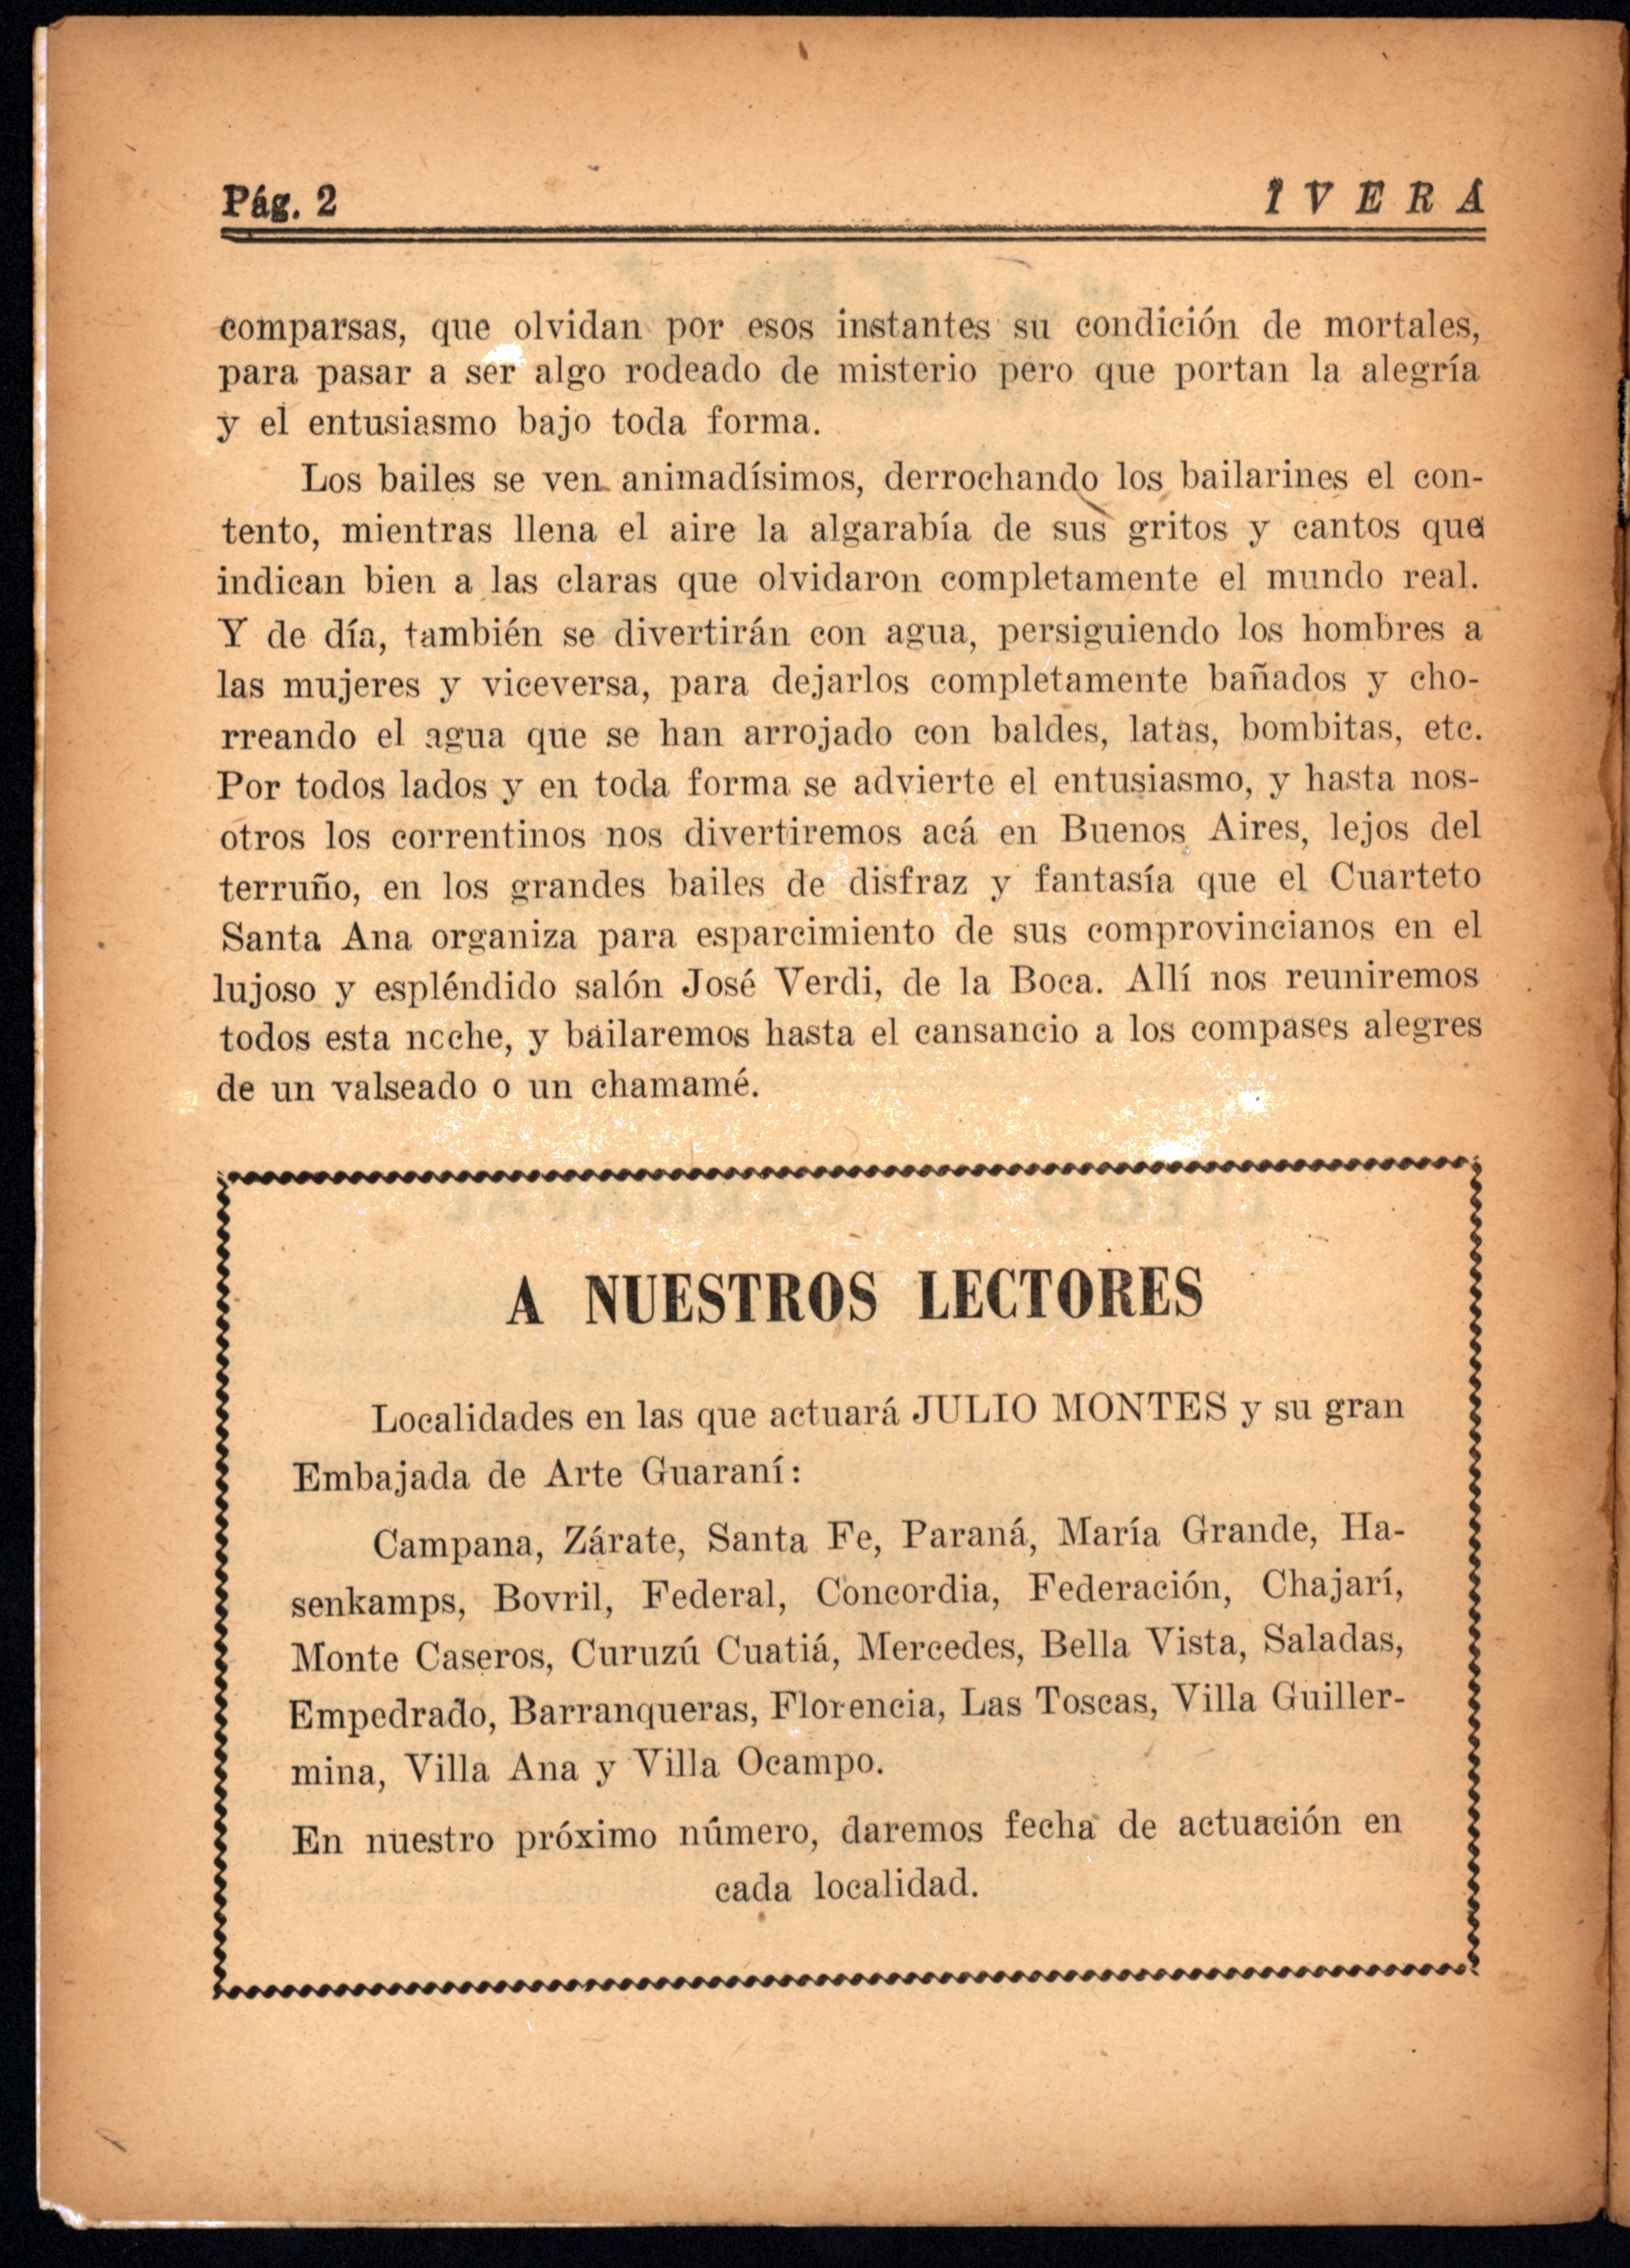 Pág. 2
IVERÁ
comparsas, que olvidan por esos instantes su condición de mortales,
para pasar a ser algo rodeado de misterio pero que portan la alegría
y el entusiasmo bajo toda forma.
Los bailes se ven animadísimos, derrochando los bailarines el con-
tento, mientras llena el aire la algarabía de sus gritos y cantos que
indican bien a las claras que olvidaron completamente el mundo real.
Y de día, también se divertirán con agua, persiguiendo los hombres a
las mujeres y viceversa, para dejarlos completamente bañados y cho-
rreando el agua que se han arrojado con baldes, latas, bombitas, etc.
Por todos lados y en toda forma se advierte el entusiasmo, y hasta nos-
otros los correntinos nos divertiremos acá en Buenos Aires, lejos del
terruño, en los grandes bailes de disfraz y fantasía que el Cuarteto
Santa Ana organiza para esparcimiento de sus comprovincianos en el
lujoso y espléndido salón José Verdi, de la Boca. Allí nos reuniremos
todos esta ncche, y bailaremos hasta el cansancio a los compases alegres
de un valseado o un chamamé.
A NUESTROS LECTORES
Localidades en las que actuará JULIO MONTES y su gran
Embajada de Arte Guaraní:
Campana, Zárate, Santa Fe, Paraná, María Grande, Ha-
senkamps, Bovril, Federal, Concordia, Federación, Chajarí,
Monte Caseros, Curuzú Cuatiá, Mercedes, Bella Vista, Saladas,
Empedrado, Barranqueras, Florencia, Las Toscas, Villa Guiller-
mina, Villa Ana y Villa Ocampo.
En nuestro próximo número, daremos fecha de actuación en
cada localidad.